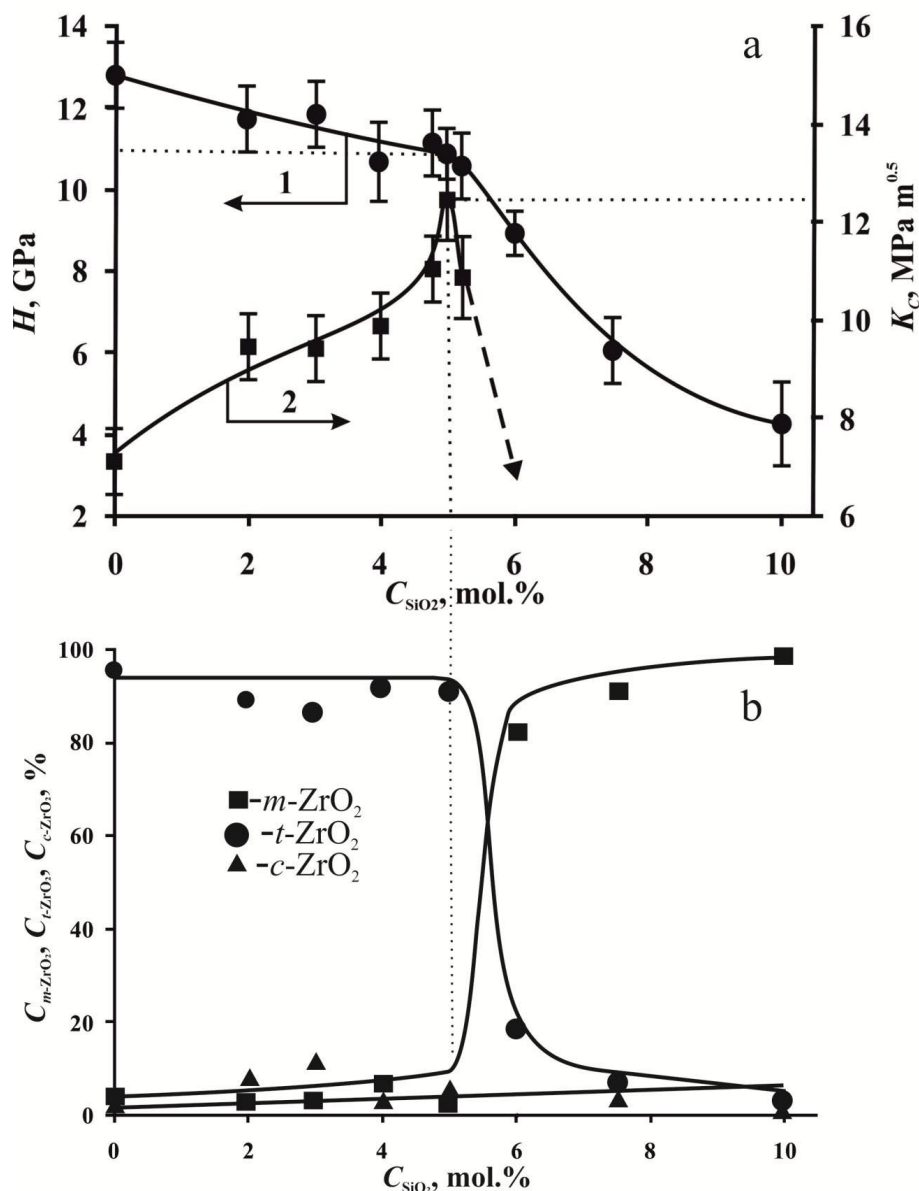 a
14
12
10
8
6
4
2
H, GPa
16
14
12
10
8
6
K_C, MPa m^0.5
1
2
0 2 4 6 8 10
C_SiO2, mol.%
b
100
80
60
40
20
0
C_m-ZrO2, C_t-ZrO2, C_c-ZrO2, %
-m-ZrO2
-t-ZrO2
-c-ZrO2
0 2 4 6 8 10
C_SiO2, mol.%